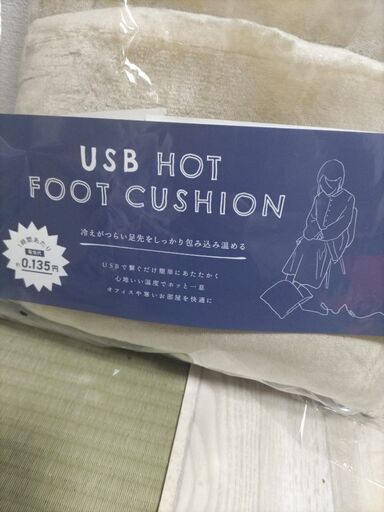 USB HOT
FOOT CUSHION
冷えがつらい足先をしっかり包み込み温める
1時間あたり
電気代
約0.135円
USBで繋ぐだけ簡単にあたたかく
心地いい温度でホッと一息
オフィスや寒いお部屋を快適に